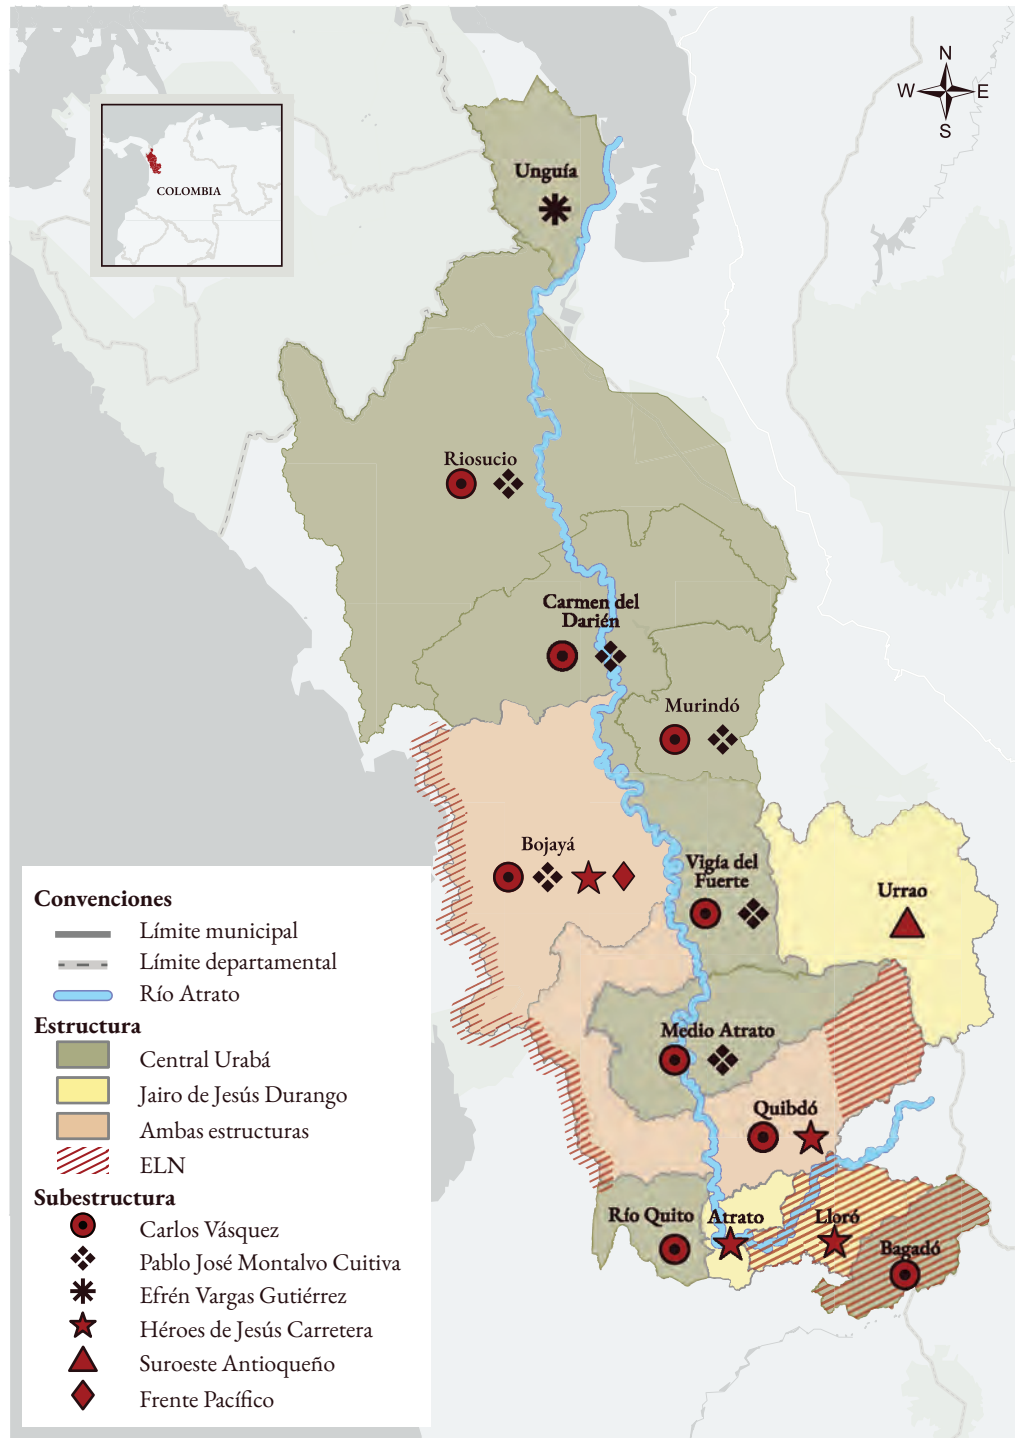 N
W E
S
COLOMBIA
Unguía
Riosucio
Carmen del
Darién
Murindó
Bojayá
Vigía del
Fuerte
Urrao
Medio Atrato
Quibdó
Río Quito
Atrato
Lloró
Bagadó
Convenciones
Límite municipal
Límite departamental
Río Atrato
Estructura
Central Urabá
Jairo de Jesús Durango
Ambas estructuras
ELN
Subestructura
Carlos Vásquez
Pablo José Montalvo Cuitiva
Efrén Vargas Gutiérrez
Héroes de Jesús Carretera
Suroeste Antioqueño
Frente Pacífico